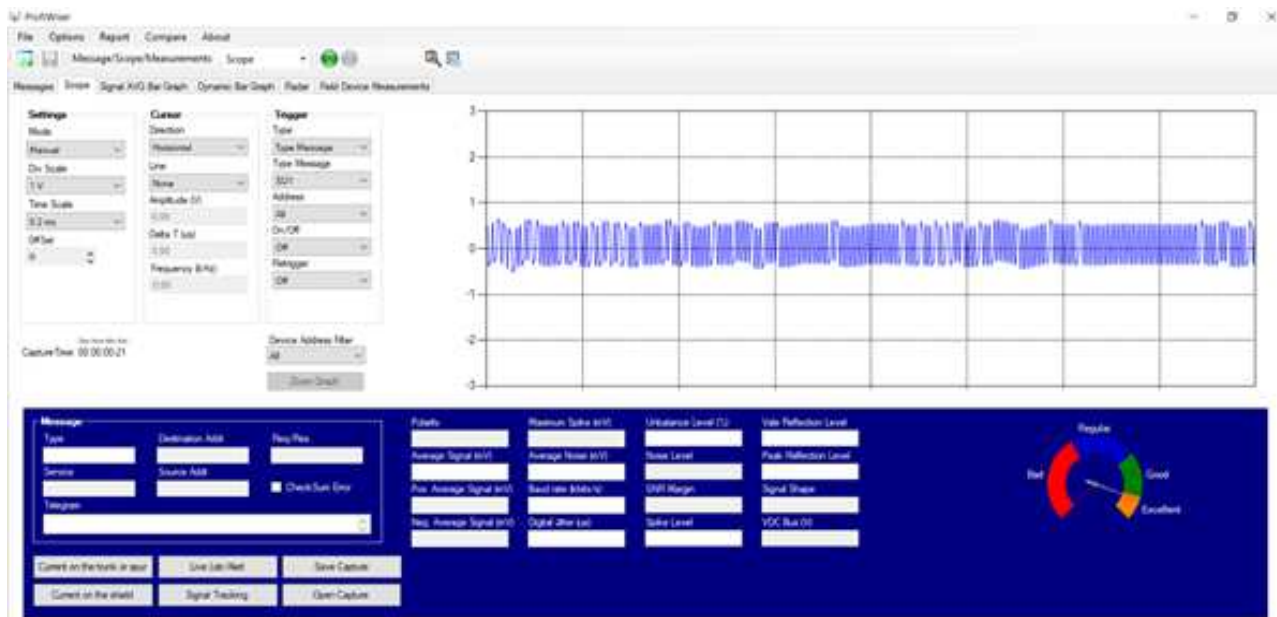 ProfiWiser
File Options Report Compare About
Message/Scope/Measurements Scope
Messages Scope Signal AVG Bar Graph Dynamic Bar Graph Radar Field Device Measurements
Settings
Mode
Manual
Div Scale
1 V
Time Scale
0.2 ms
OffSet
0
Cursor
Direction
Horizontal
Line
None
Amplitude (V)
0.00
Delta T (us)
0.00
Frequency (kHz)
0.00
Trigger
Type
Type Message
Type Message
SD1
Address
All
On/Off
Off
Retrigger
Off
Capture Time 00:00:00-21
Device Address Filter
All
Zoom Graph
3
2
1
0
-1
-2
-3
Message
Type Destination Addr Req/Res
Service Source Addr
CheckSum Error
Telegram
Current on the trunk or spur Live List/Alert Save Capture
Current on the shield Signal Tracking Open Capture
Polarity Maximum Spike (mV) Unbalance Level (%) Vale Reflection Level
Average Signal (mV) Average Noise (mV) Noise Level Peak Reflection Level
Pos. Average Signal (mV) Baud rate (kbits/s) SNR Margin Signal Shape
Neg. Average Signal (mV) Digital Jitter (us) Spike Level VDC Bus (V)
Regular
Bad
Good
Excellent